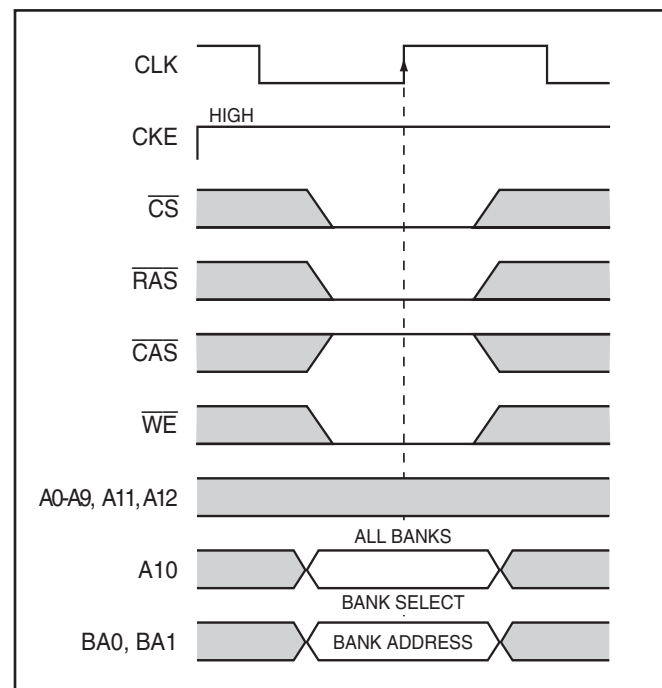 CLK
HIGH
CKE
CS
RAS
CAS
WE
A0-A9, A11, A12
ALL BANKS
A10
BANK SELECT
BA0, BA1
BANK ADDRESS